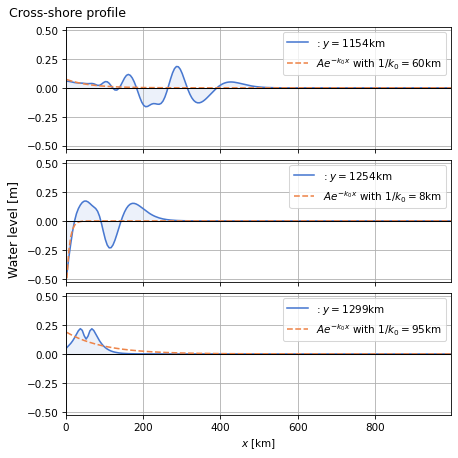 Cross-shore profile
0.50
0.25
0.00
−0.25
−0.50
: y = 1154km
Ae^{−k₀x} with 1/k₀ = 60km
0.50
0.25
0.00
−0.25
−0.50
: y = 1254km
Ae^{−k₀x} with 1/k₀ = 8km
Water level [m]
0.50
0.25
0.00
−0.25
−0.50
: y = 1299km
Ae^{−k₀x} with 1/k₀ = 95km
0 200 400 600 800
x [km]